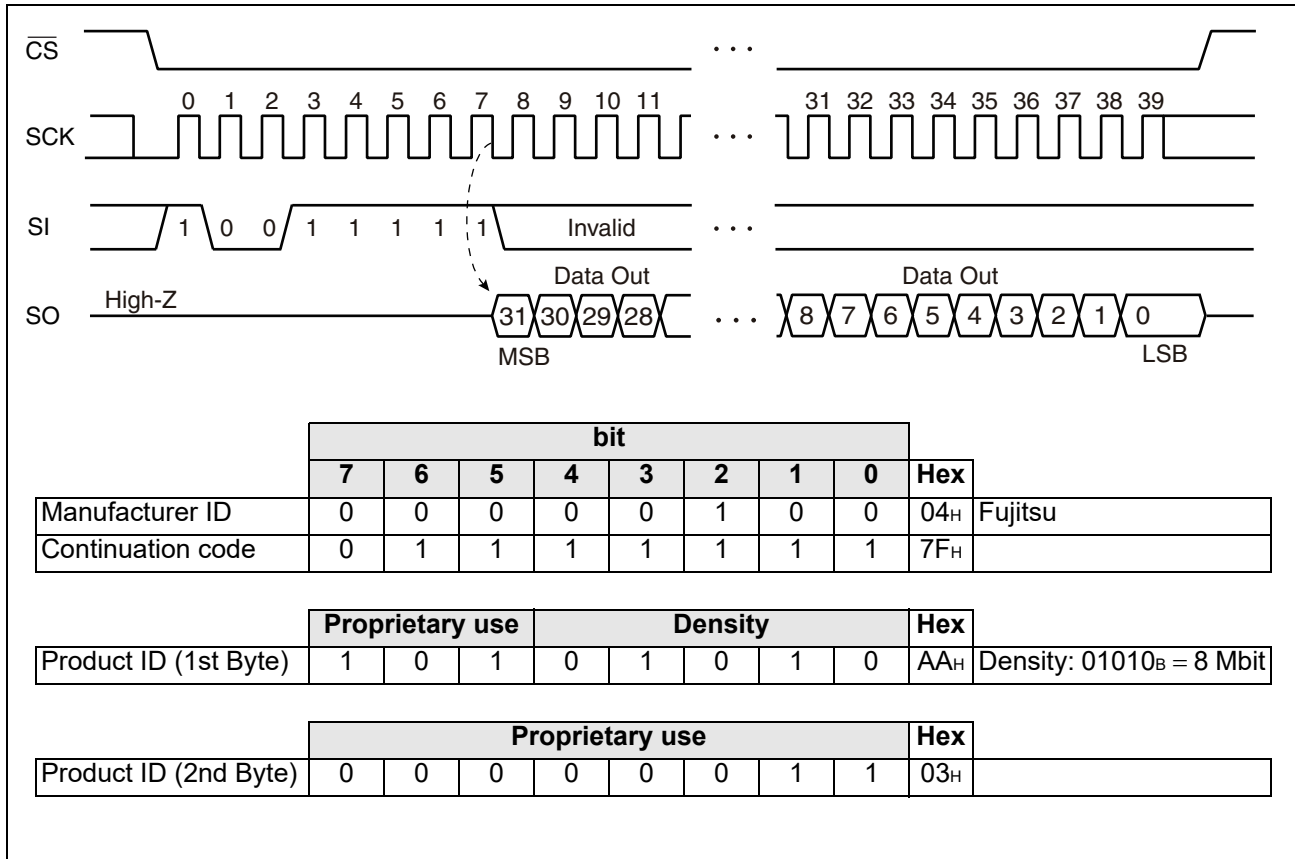 CS
0 1 2 3 4 5 6 7 8 9 10 11 31 32 33 34 35 36 37 38 39
SCK
SI 1 0 0 1 1 1 1 1 Invalid
Data Out Data Out
High-Z
SO 31 30 29 28 8 7 6 5 4 3 2 1 0
MSB LSB
bit
7 6 5 4 3 2 1 0 Hex
Manufacturer ID 0 0 0 0 0 1 0 0 04H Fujitsu
Continuation code 0 1 1 1 1 1 1 1 7FH
Proprietary use Density Hex
Product ID (1st Byte) 1 0 1 0 1 0 1 0 AAH Density: 01010B = 8 Mbit
Proprietary use Hex
Product ID (2nd Byte) 0 0 0 0 0 0 1 1 03H